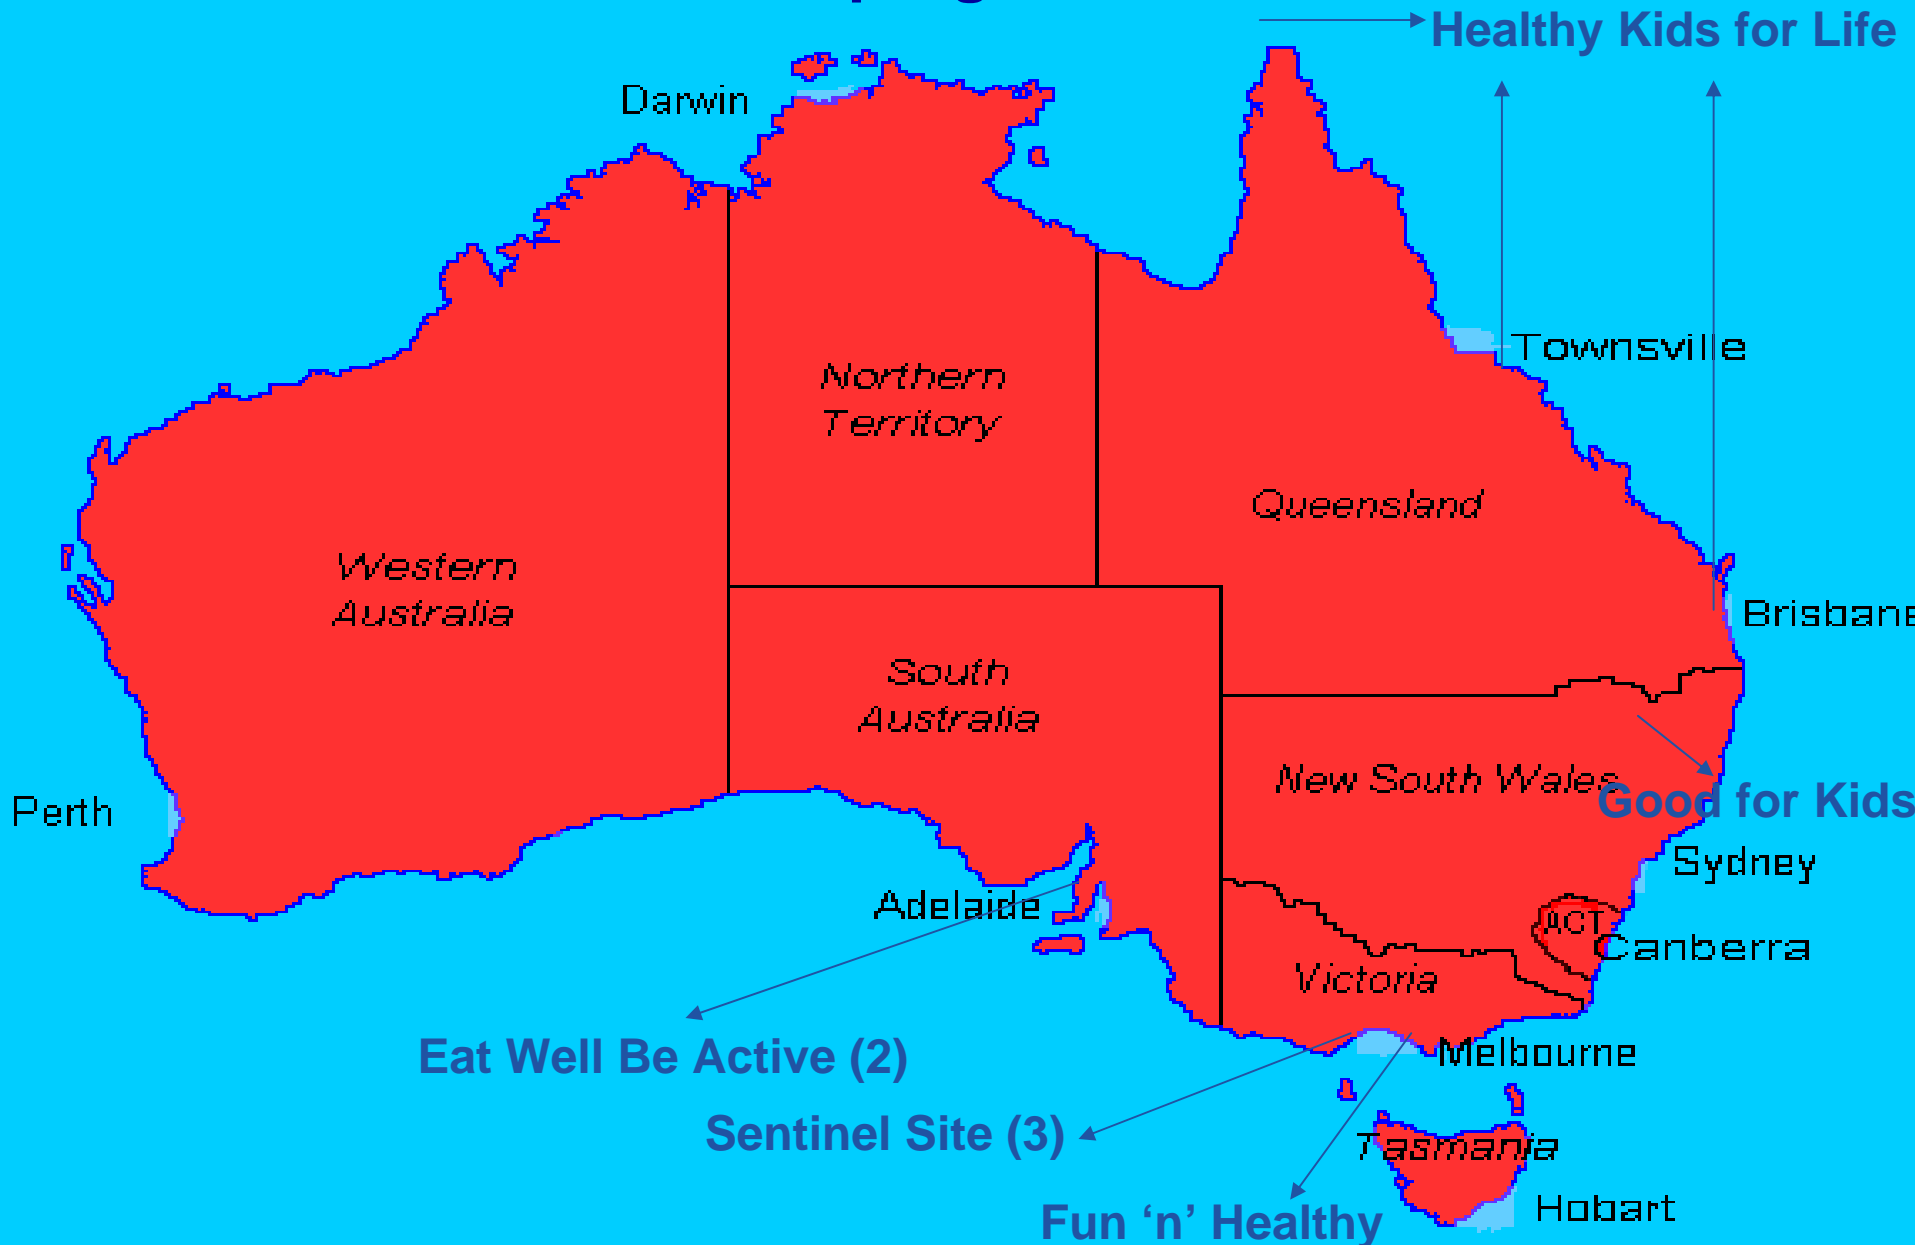 Healthy Kids for Life
Darwin
Townsville
Northern
Territory
Queensland
Western
Australia
Brisbane
South
Australia
New South Wales
Good for Kids
Perth
Sydney
Adelaide
ACT
Canberra
Victoria
Eat Well Be Active (2)
Melbourne
Sentinel Site (3)
Tasmania
Hobart
Fun ‘n’ Healthy